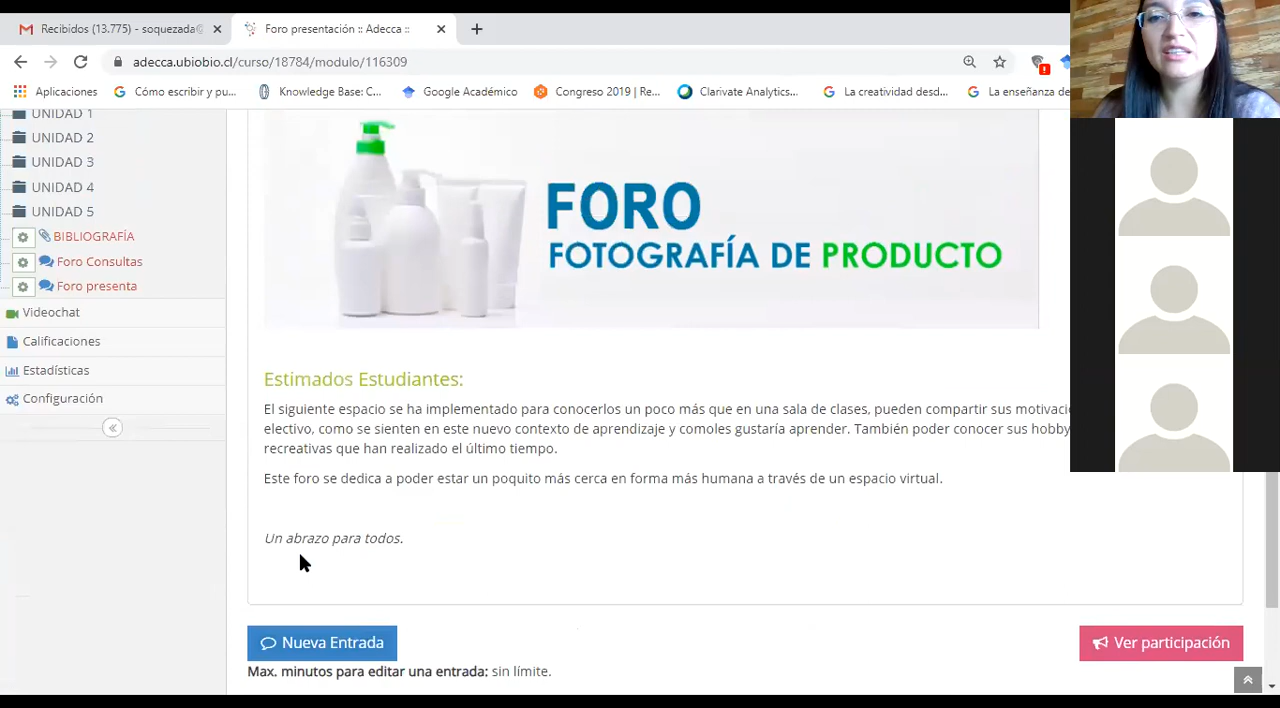 Recibidos (13.775) - soquezada@
Foro presentación :: Adecca ::
adecca.ubiobio.cl/curso/18784/modulo/116309
Aplicaciones
Cómo escribir y pu...
Knowledge Base: C...
Google Académico
Congreso 2019 | Re...
Clarivate Analytics...
La creatividad desd...
La enseñanza de
UNIDAD 1
UNIDAD 2
UNIDAD 3
UNIDAD 4
UNIDAD 5
BIBLIOGRAFÍA
Foro Consultas
Foro presenta
Videochat
Calificaciones
Estadísticas
Configuración
FORO
FOTOGRAFÍA DE PRODUCTO
Estimados Estudiantes:
El siguiente espacio se ha implementado para conocerlos un poco más que en una sala de clases, pueden compartir sus motivacio
electivo, como se sienten en este nuevo contexto de aprendizaje y comoles gustaría aprender. También poder conocer sus hobby
recreativas que han realizado el último tiempo.
Este foro se dedica a poder estar un poquito más cerca en forma más humana a través de un espacio virtual.
Un abrazo para todos.
Nueva Entrada
Ver participación
Max. minutos para editar una entrada: sin límite.